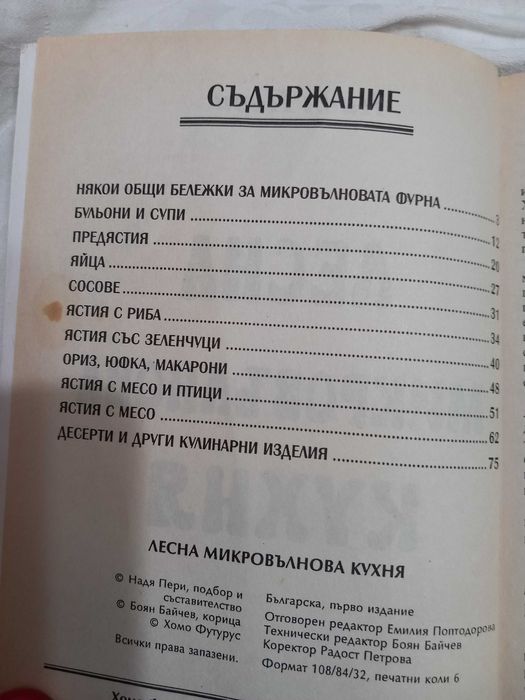 СЪДЪРЖАНИЕ
НЯКОИ ОБЩИ БЕЛЕЖКИ ЗА МИКРОВЪЛНОВАТА ФУРНА 3
БУЛЬОНИ И СУПИ 12
ПРЕДЯСТИЯ 20
ЯЙЦА 27
СОСОВЕ 31
ЯСТИЯ С РИБА 34
ЯСТИЯ СЪС ЗЕЛЕНЧУЦИ 40
ОРИЗ, ЮФКА, МАКАРОНИ 48
ЯСТИЯ С МЕСО И ПТИЦИ 51
ЯСТИЯ С МЕСО 62
ДЕСЕРТИ И ДРУГИ КУЛИНАРНИ ИЗДЕЛИЯ 75
ЛЕСНА МИКРОВЪЛНОВА КУХНЯ
© Надя Пери, подбор и
съставителство
© Боян Байчев, корица
© Хомо Футурус
Всички права запазени.
Българска, първо издание
Отговорен редактор Емилия Поптодорова
Технически редактор Боян Байчев
Коректор Радост Петрова
Формат 108/84/32, печатни коли 6